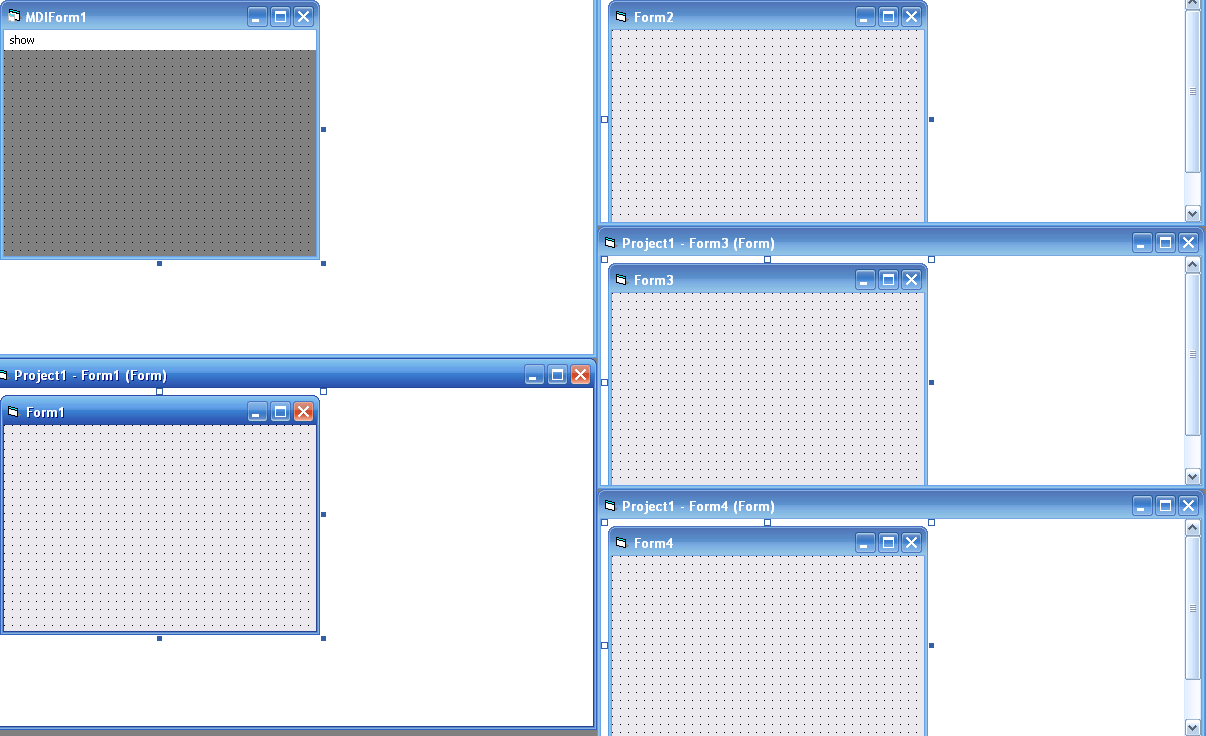 MDIForm1
show
Form2
Project1 - Form3 (Form)
Form3
Project1 - Form1 (Form)
Form1
Project1 - Form4 (Form)
Form4